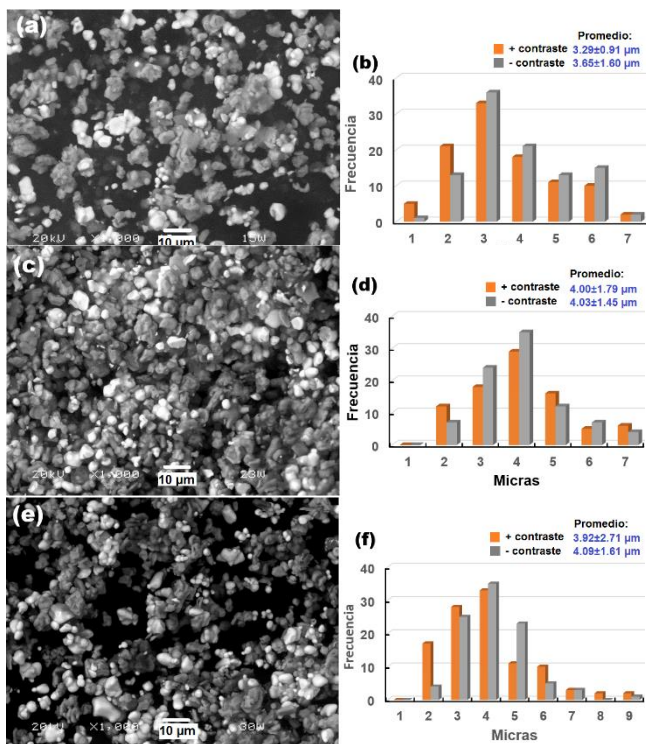 (a)
20kV X1,000 10 µm 15W
(b)
Promedio:
+ contraste 3.29±0.91 µm
- contraste 3.65±1.60 µm
Frecuencia
40
30
20
10
0
1 2 3 4 5 6 7
(c)
20kV X1,000 10 µm 23W
(d)
Promedio:
+ contraste 4.00±1.79 µm
- contraste 4.03±1.45 µm
Frecuencia
40
30
20
10
0
1 2 3 4 5 6 7
Micras
(e)
20kV X1,000 10 µm 30W
(f)
Promedio:
+ contraste 3.92±2.71 µm
- contraste 4.09±1.61 µm
Frecuencia
40
30
20
10
0
1 2 3 4 5 6 7 8 9
Micras